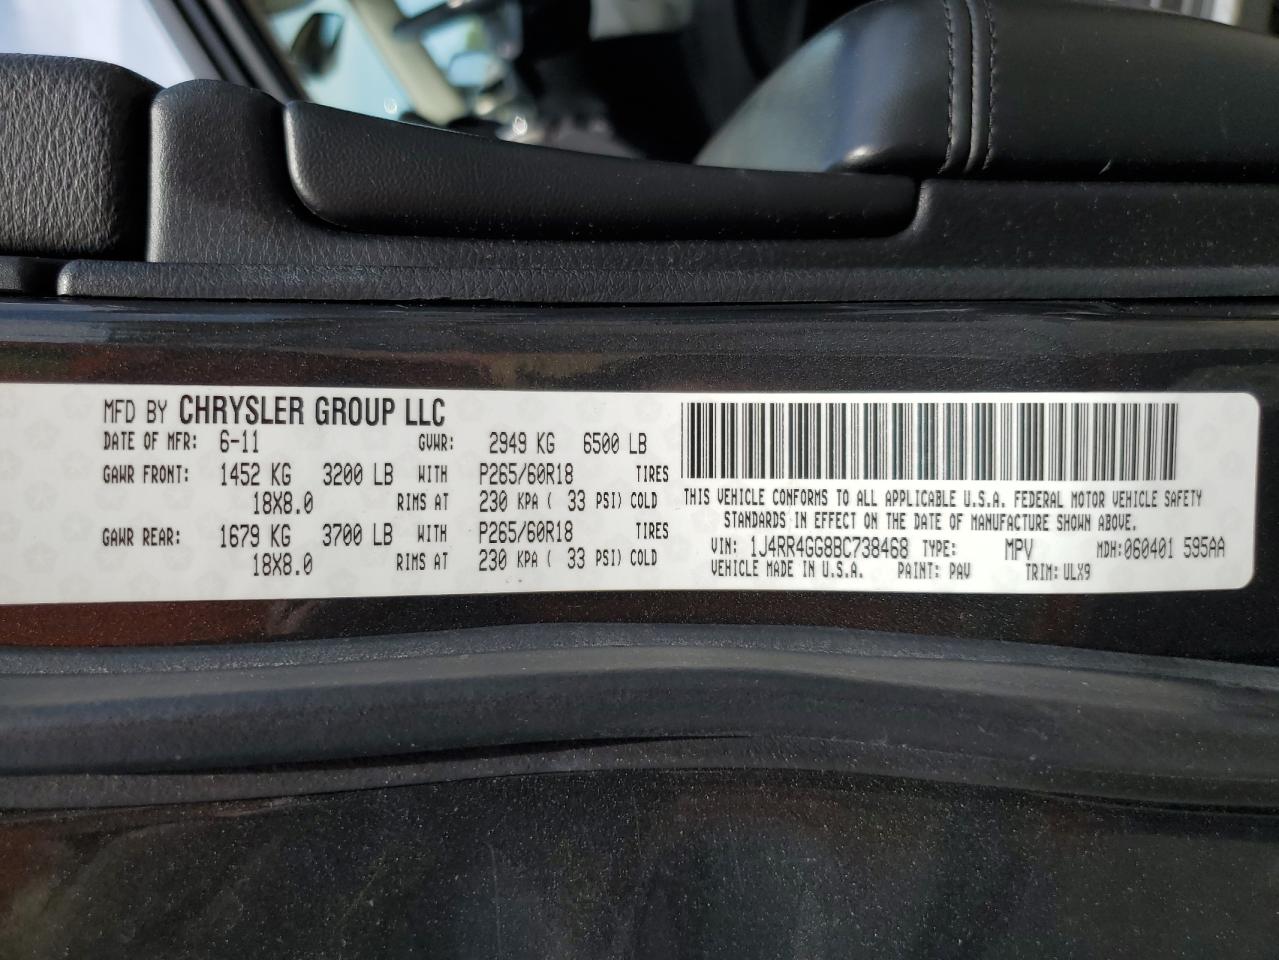 MFD BY CHRYSLER GROUP LLC
DATE OF MFR: 6-11 GVWR: 2949 KG 6500 LB
GAWR FRONT: 1452 KG 3200 LB WITH P265/60R18 TIRES
18X8.0 RIMS AT 230 KPA ( 33 PSI) COLD
GAWR REAR: 1679 KG 3700 LB WITH P265/60R18 TIRES
18X8.0 RIMS AT 230 KPA ( 33 PSI) COLD
THIS VEHICLE CONFORMS TO ALL APPLICABLE U.S.A. FEDERAL MOTOR VEHICLE SAFETY
STANDARDS IN EFFECT ON THE DATE OF MANUFACTURE SHOWN ABOVE.
VIN: 1J4RR4GG8BC738468 TYPE: MPV MDH:060401 595AA
VEHICLE MADE IN U.S.A. PAINT: PAV TRIM: ULX9